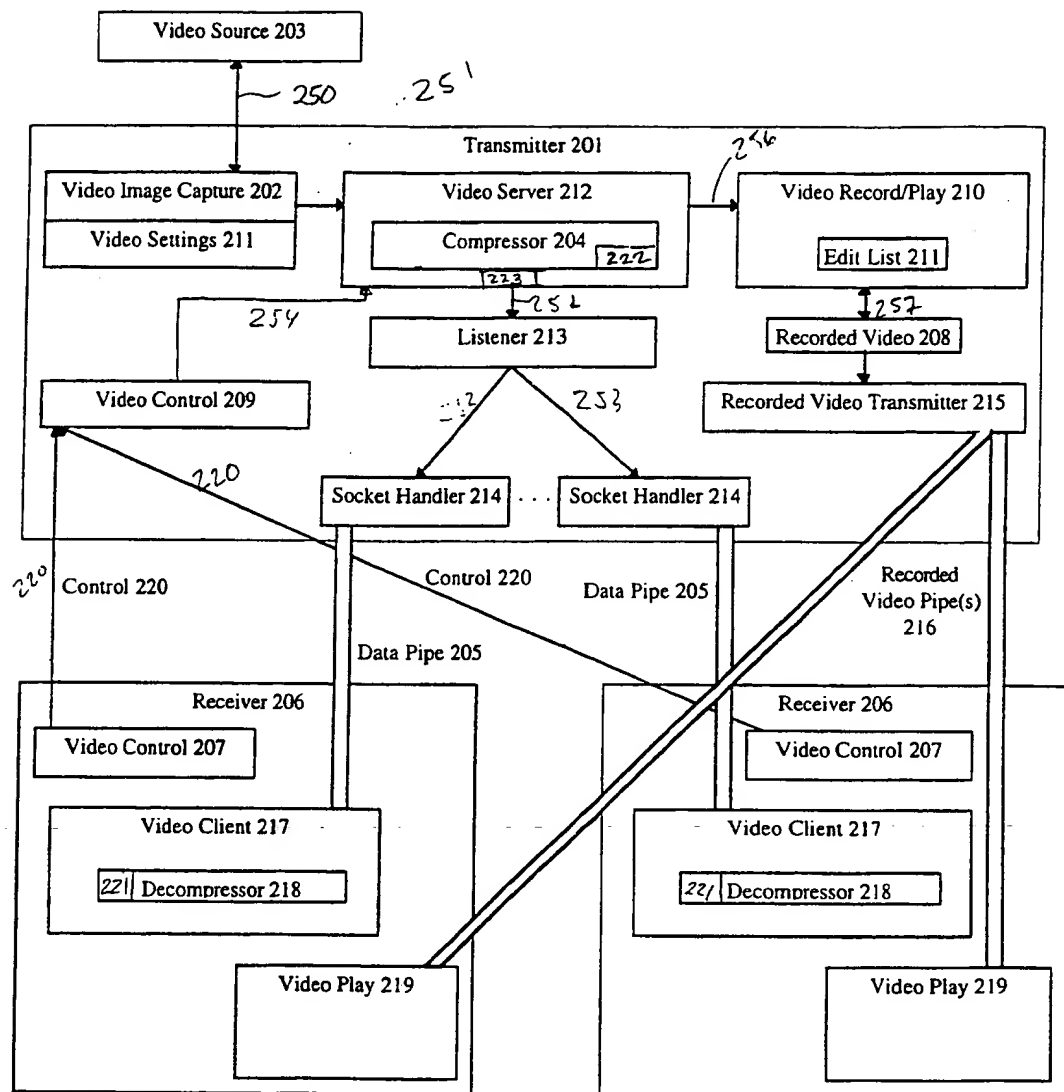 Video Source 203
250
251
Transmitter 201
256
Video Image Capture 202
Video Settings 211
Video Server 212
Compressor 204
222
223
Video Record/Play 210
Edit List 211
254
257
Listener 213
Recorded Video 208
Video Control 209
253
Recorded Video Transmitter 215
220
Socket Handler 214
. . .
Socket Handler 214
220
Control 220
Control 220
Data Pipe 205
Recorded
Video Pipe(s)
216
Data Pipe 205
Receiver 206
Receiver 206
Video Control 207
Video Control 207
Video Client 217
Video Client 217
221
Decompressor 218
221
Decompressor 218
Video Play 219
Video Play 219